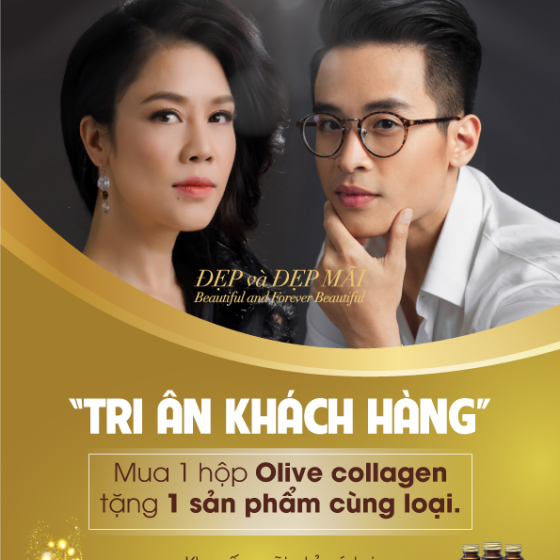 ĐẸP và ĐẸP MÃI
Beautiful and Forever Beautiful
"TRI ÂN KHÁCH HÀNG"
Mua 1 hộp Olive collagen
tặng 1 sản phẩm cùng loại.